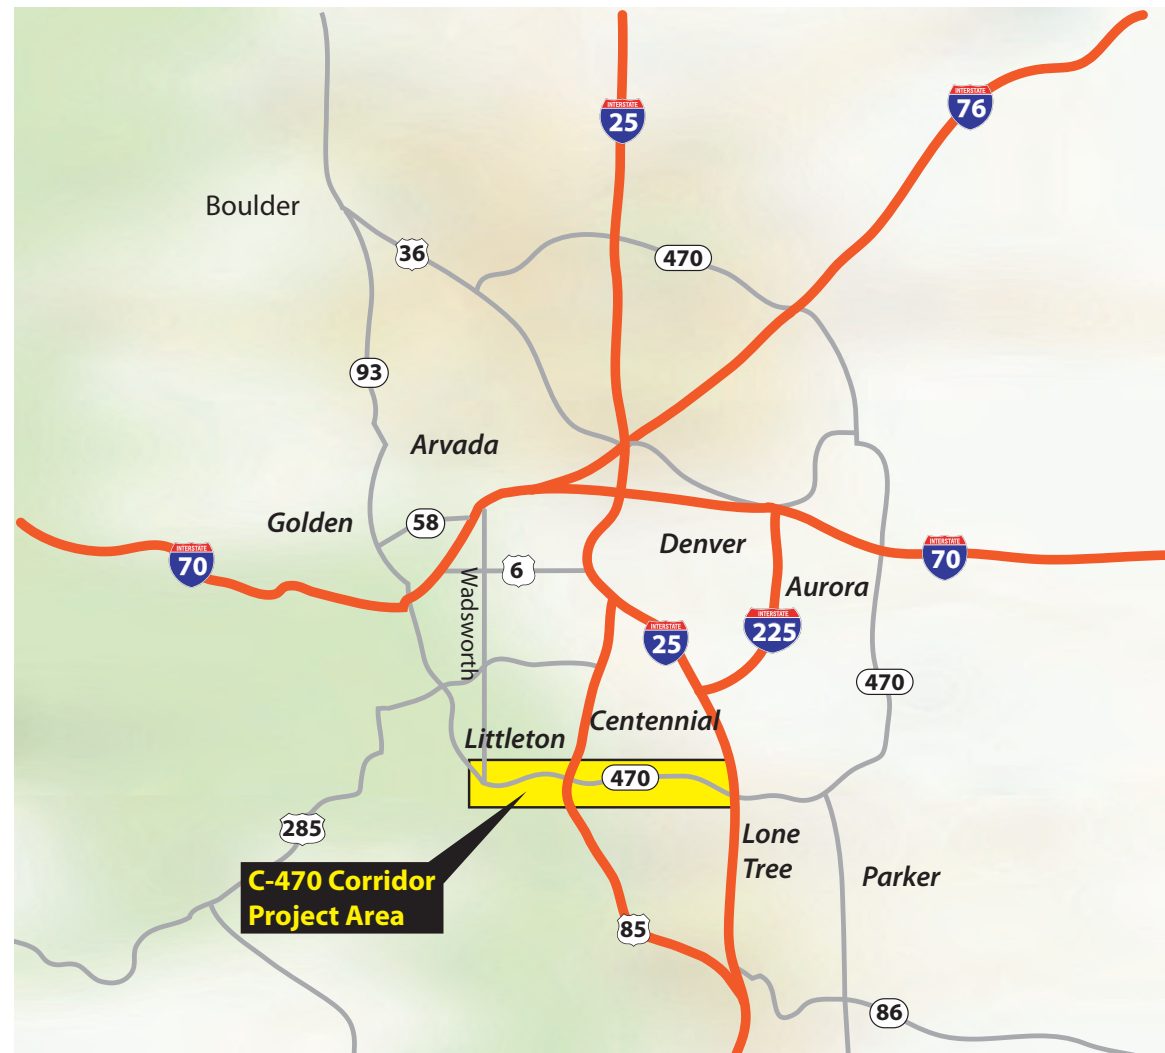 INTERSTATE
25
INTERSTATE
76
Boulder
36
470
93
Arvada
Golden
58
Denver
INTERSTATE
70
6
INTERSTATE
70
Wadsworth
Aurora
INTERSTATE
25
INTERSTATE
225
470
Centennial
Littleton
470
285
Lone
Tree
C-470 Corridor
Project Area
Parker
85
86